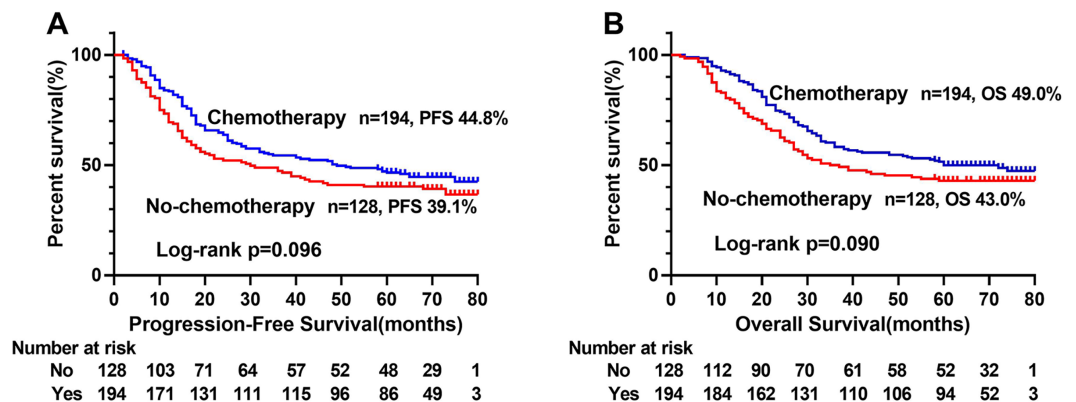 A
Percent survival(%)
100
50
0
Chemotherapy n=194, PFS 44.8%
No-chemotherapy n=128, PFS 39.1%
Log-rank p=0.096
0 10 20 30 40 50 60 70 80
Progression-Free Survival(months)
Number at risk
No 128 103 71 64 57 52 48 29 1
Yes 194 171 131 111 115 96 86 49 3
B
Percent survival(%)
100
50
0
Chemotherapy n=194, OS 49.0%
No-chemotherapy n=128, OS 43.0%
Log-rank p=0.090
0 10 20 30 40 50 60 70 80
Overall Survival(months)
Number at risk
No 128 112 90 70 61 58 52 32 1
Yes 194 184 162 131 110 106 94 52 3